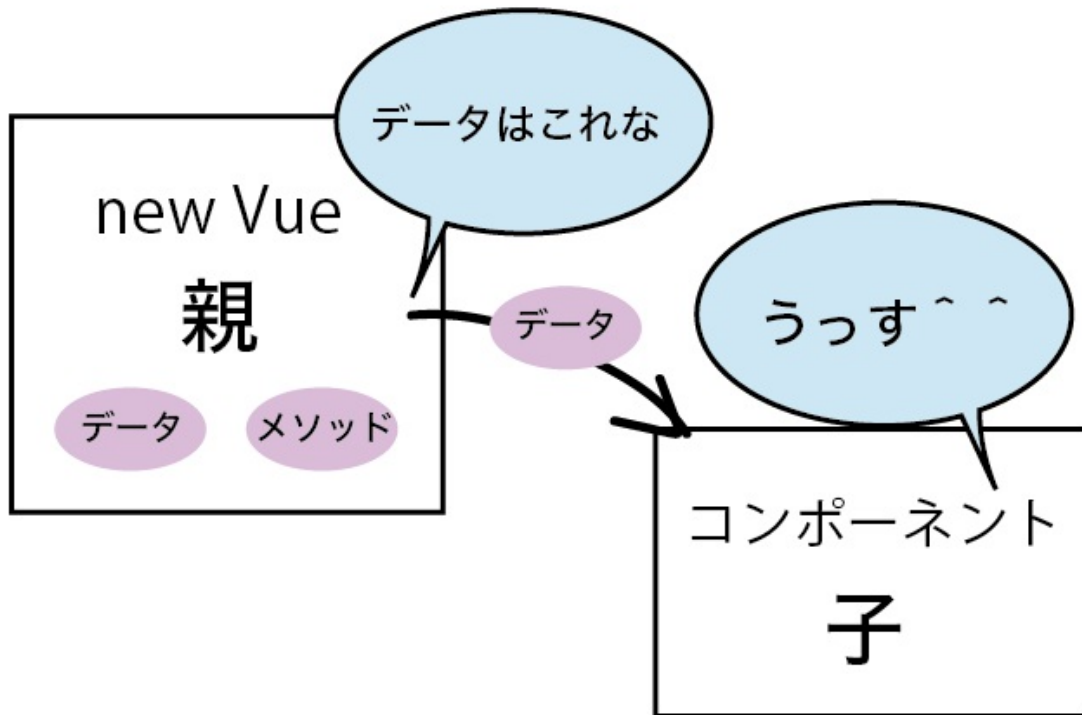 データはこれな
new Vue
親
データ
メソッド
データ
うっす＾＾
コンポーネント
子